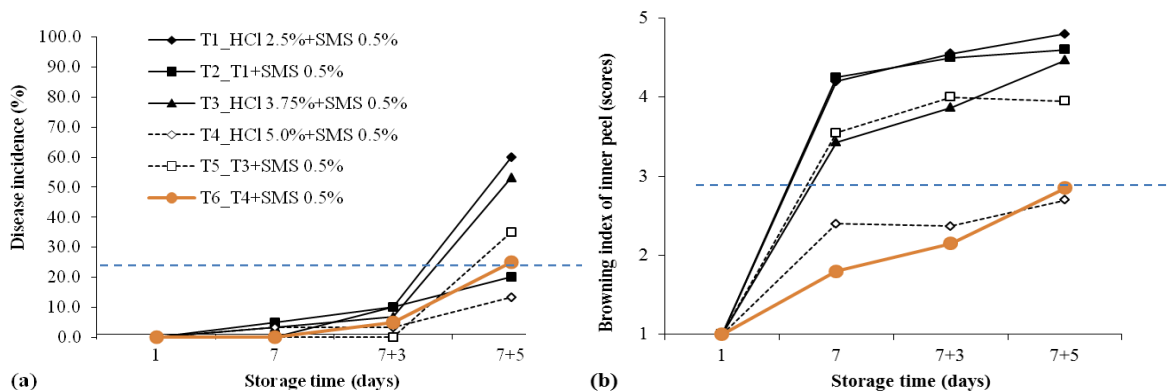 100.0
90.0
80.0
70.0
60.0
50.0
40.0
30.0
20.0
10.0
0.0
Disease incidence (%)
T1_HCl 2.5%+SMS 0.5%
T2_T1+SMS 0.5%
T3_HCl 3.75%+SMS 0.5%
T4_HCl 5.0%+SMS 0.5%
T5_T3+SMS 0.5%
T6_T4+SMS 0.5%
1 7 7+3 7+5
Storage time (days)
(a)
5
4
3
2
1
Browning index of inner peel (scores)
1 7 7+3 7+5
Storage time (days)
(b)